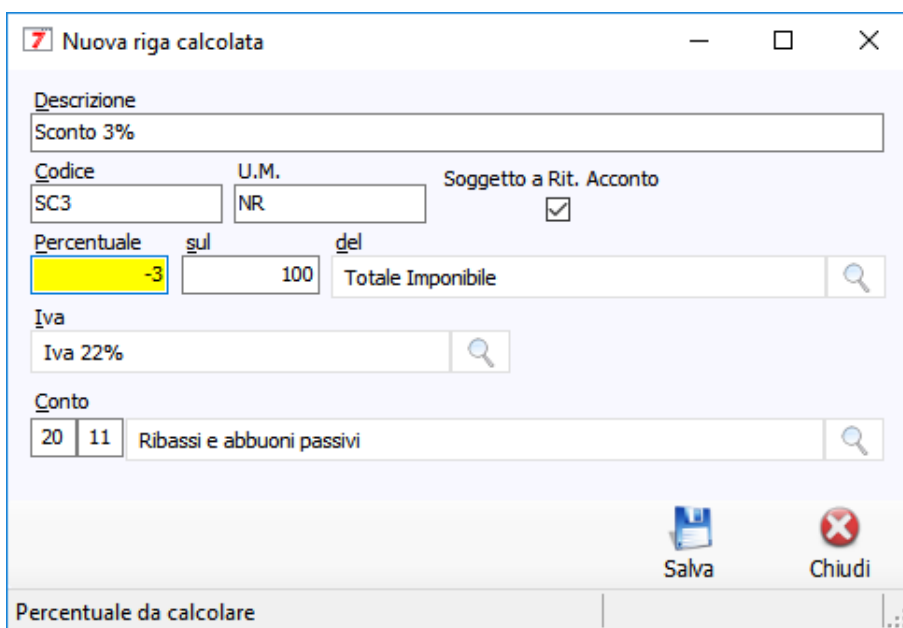 7 Nuova riga calcolata
Descrizione
Sconto 3%
Codice U.M. Soggetto a Rit. Acconto
SC3 NR
Percentuale sul del
-3 100 Totale Imponibile
Iva
Iva 22%
Conto
20 11 Ribassi e abbuoni passivi
Salva Chiudi
Percentuale da calcolare